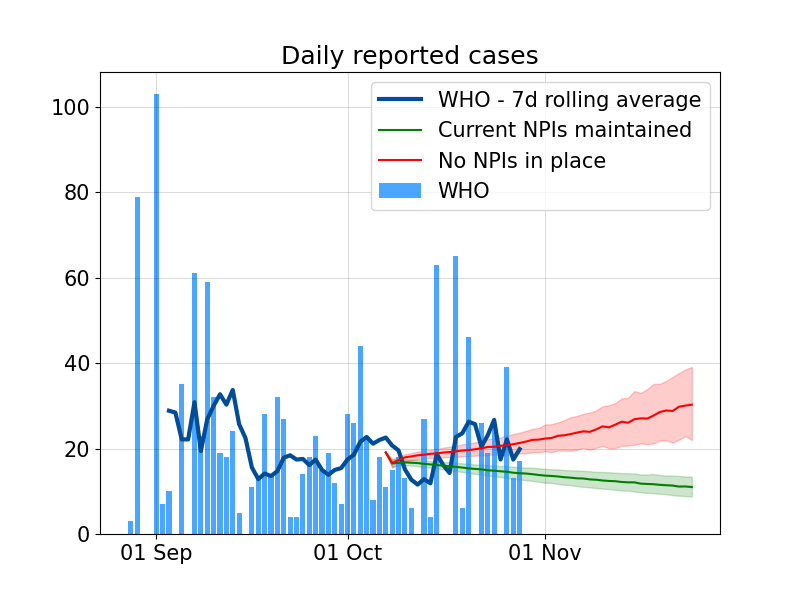 Daily reported cases
100
80
60
40
20
0
WHO - 7d rolling average
Current NPIs maintained
No NPIs in place
WHO
01 Sep
01 Oct
01 Nov